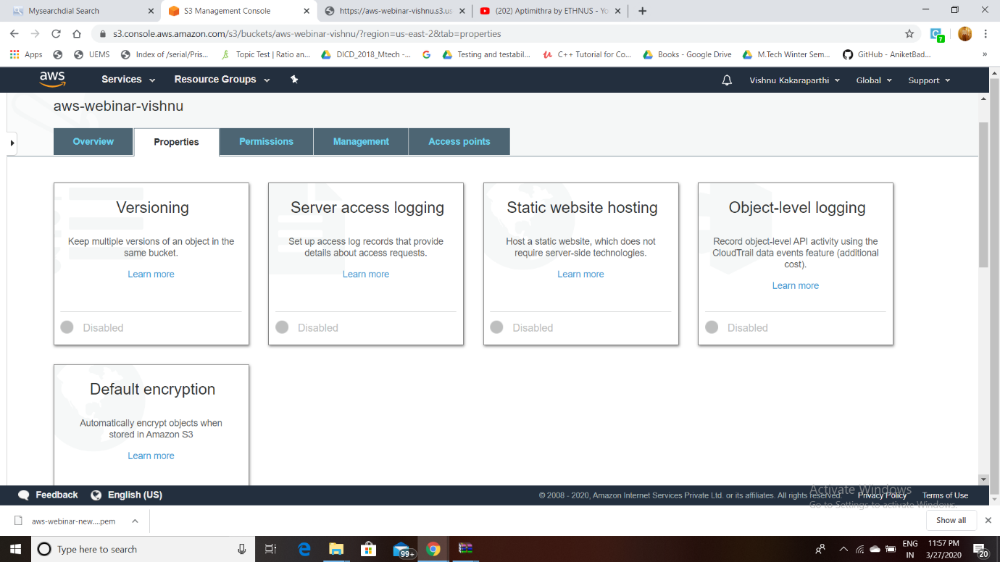 Mysearchdial Search
S3 Management Console
https://aws-webinar-vishnu.s3.us
(202) Aptimithra by ETHNUS - Yo
s3.console.aws.amazon.com/s3/buckets/aws-webinar-vishnu/?region=us-east-2&tab=properties
7
Apps
UEMS
Index of /serial/Pris...
Topic Test | Ratio an...
DICD_2018_Mtech -...
Testing and testabil...
C++ Tutorial for Co...
Books - Google Drive
M.Tech Winter Sem...
GitHub - AniketBad...
»
aws
Services
Resource Groups
Vishnu Kakaraparthi
Global
Support
aws-webinar-vishnu
Overview
Properties
Permissions
Management
Access points
Versioning
Keep multiple versions of an object in the
same bucket.
Learn more
Disabled
Server access logging
Set up access log records that provide
details about access requests.
Learn more
Disabled
Static website hosting
Host a static website, which does not
require server-side technologies.
Learn more
Disabled
Object-level logging
Record object-level API activity using the
CloudTrail data events feature (additional
cost).
Learn more
Disabled
Default encryption
Automatically encrypt objects when
stored in Amazon S3
Learn more
Feedback
English (US)
© 2008 - 2020, Amazon Internet Services Private Ltd. or its affiliates. All rights reserved.
Privacy Policy
Terms of Use
Activate Windows
Go to Settings to activate Windows.
aws-webinar-new....pem
Show all
Type here to search
99+
ENG
IN
11:57 PM
3/27/2020
20